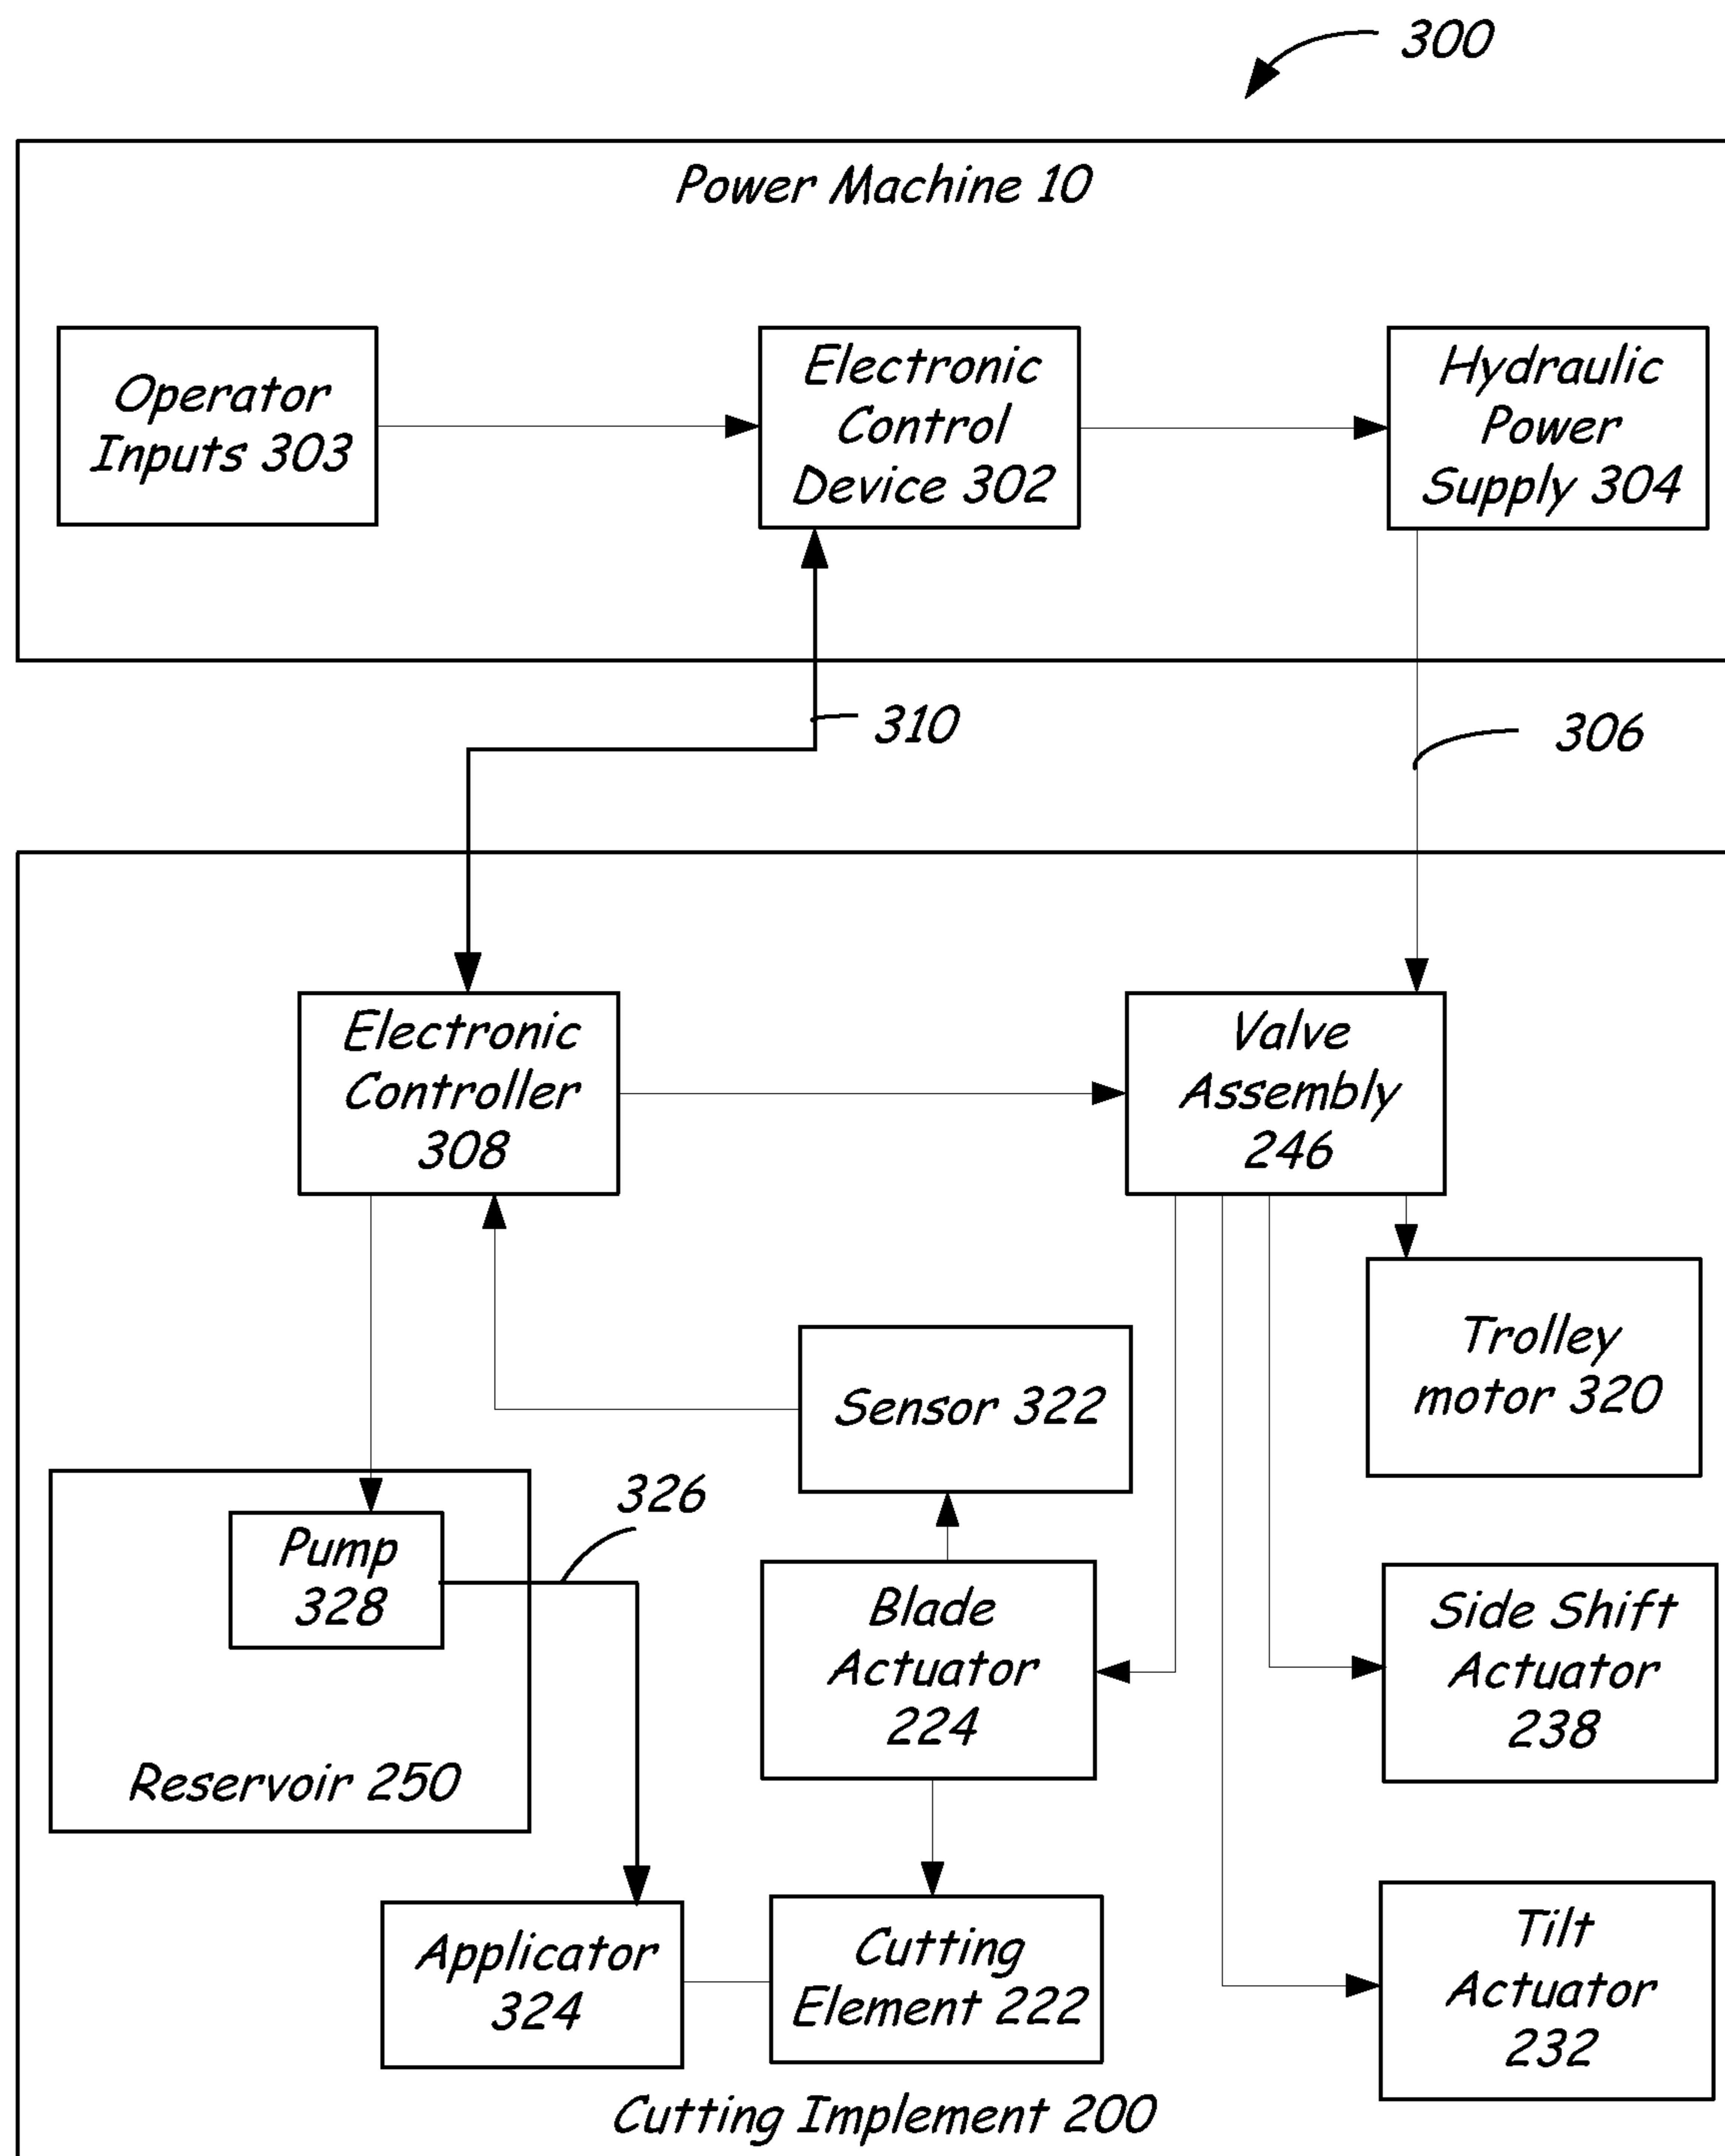 300
Power Machine 10
Operator
Inputs 303
Electronic
Control
Device 302
Hydraulic
Power
Supply 304
310
306
Electronic
Controller
308
Valve
Assembly
246
Trolley
motor 320
Sensor 322
326
Pump
328
Reservoir 250
Blade
Actuator
224
Side Shift
Actuator
238
Applicator
324
Cutting
Element 222
Tilt
Actuator
232
Cutting Implement 200